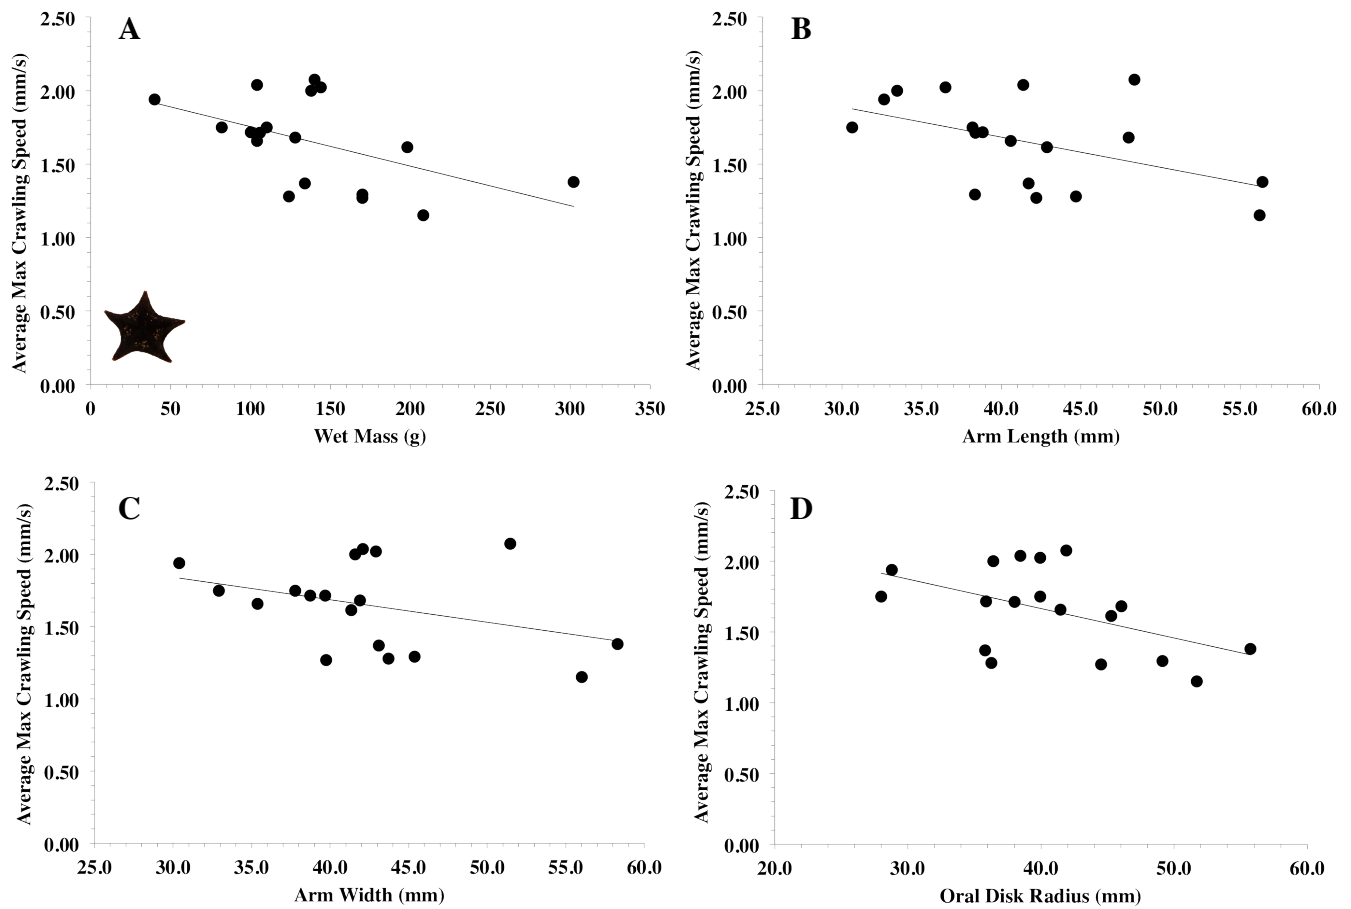 A
Average Max Crawling Speed (mm/s)
2.50
2.00
1.50
1.00
0.50
0.00
0 50 100 150 200 250 300 350
Wet Mass (g)
B
Average Max Crawling Speed (mm/s)
2.50
2.00
1.50
1.00
0.50
0.00
25.0 30.0 35.0 40.0 45.0 50.0 55.0 60.0
Arm Length (mm)
C
Average Max Crawling Speed (mm/s)
2.50
2.00
1.50
1.00
0.50
0.00
25.0 30.0 35.0 40.0 45.0 50.0 55.0 60.0
Arm Width (mm)
D
Average Max Crawling Speed (mm/s)
2.50
2.00
1.50
1.00
0.50
0.00
20.0 30.0 40.0 50.0 60.0
Oral Disk Radius (mm)